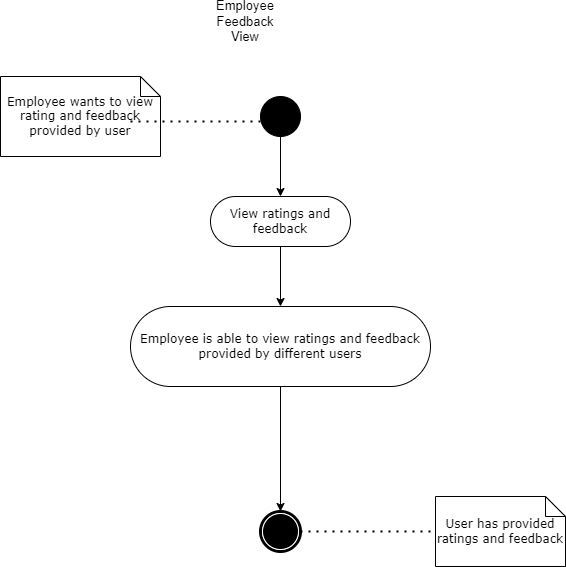 Employee
Feedback
View
Employee wants to view
rating and feedback
provided by user
View ratings and
feedback
Employee is able to view ratings and feedback
provided by different users
User has provided
ratings and feedback